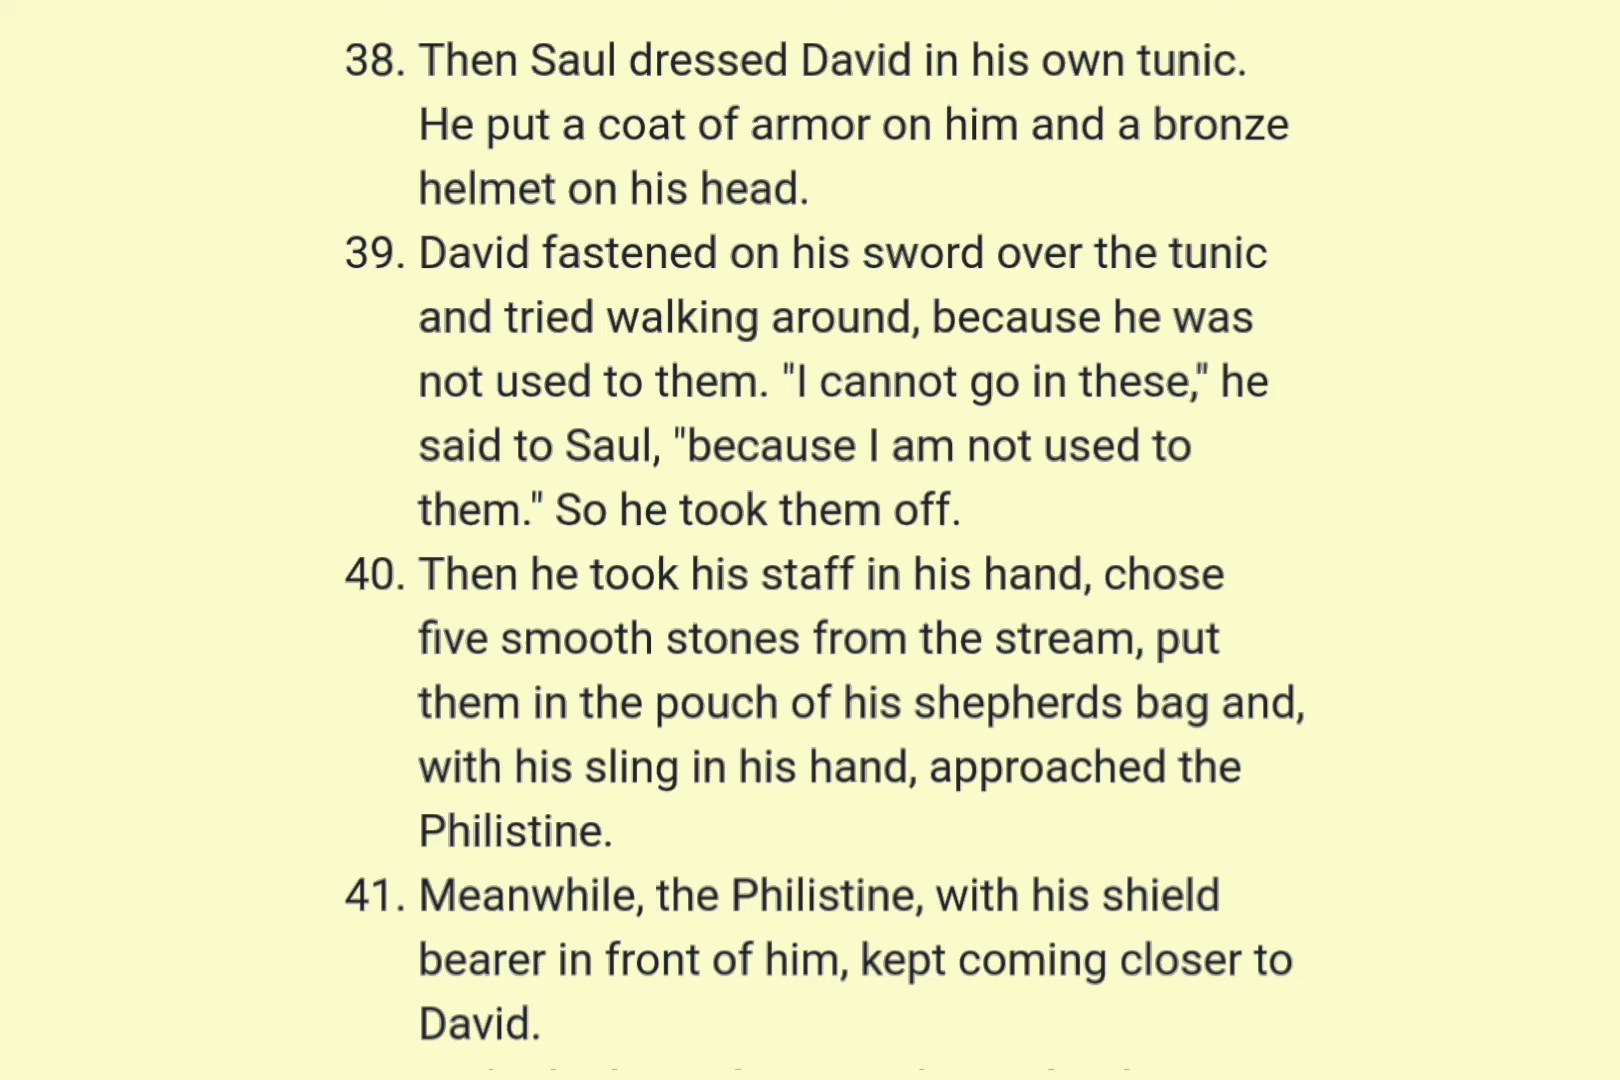 38. Then Saul dressed David in his own tunic.
He put a coat of armor on him and a bronze
helmet on his head.
39. David fastened on his sword over the tunic
and tried walking around, because he was
not used to them. "I cannot go in these," he
said to Saul, "because I am not used to
them." So he took them off.
40. Then he took his staff in his hand, chose
five smooth stones from the stream, put
them in the pouch of his shepherds bag and,
with his sling in his hand, approached the
Philistine.
41. Meanwhile, the Philistine, with his shield
bearer in front of him, kept coming closer to
David.